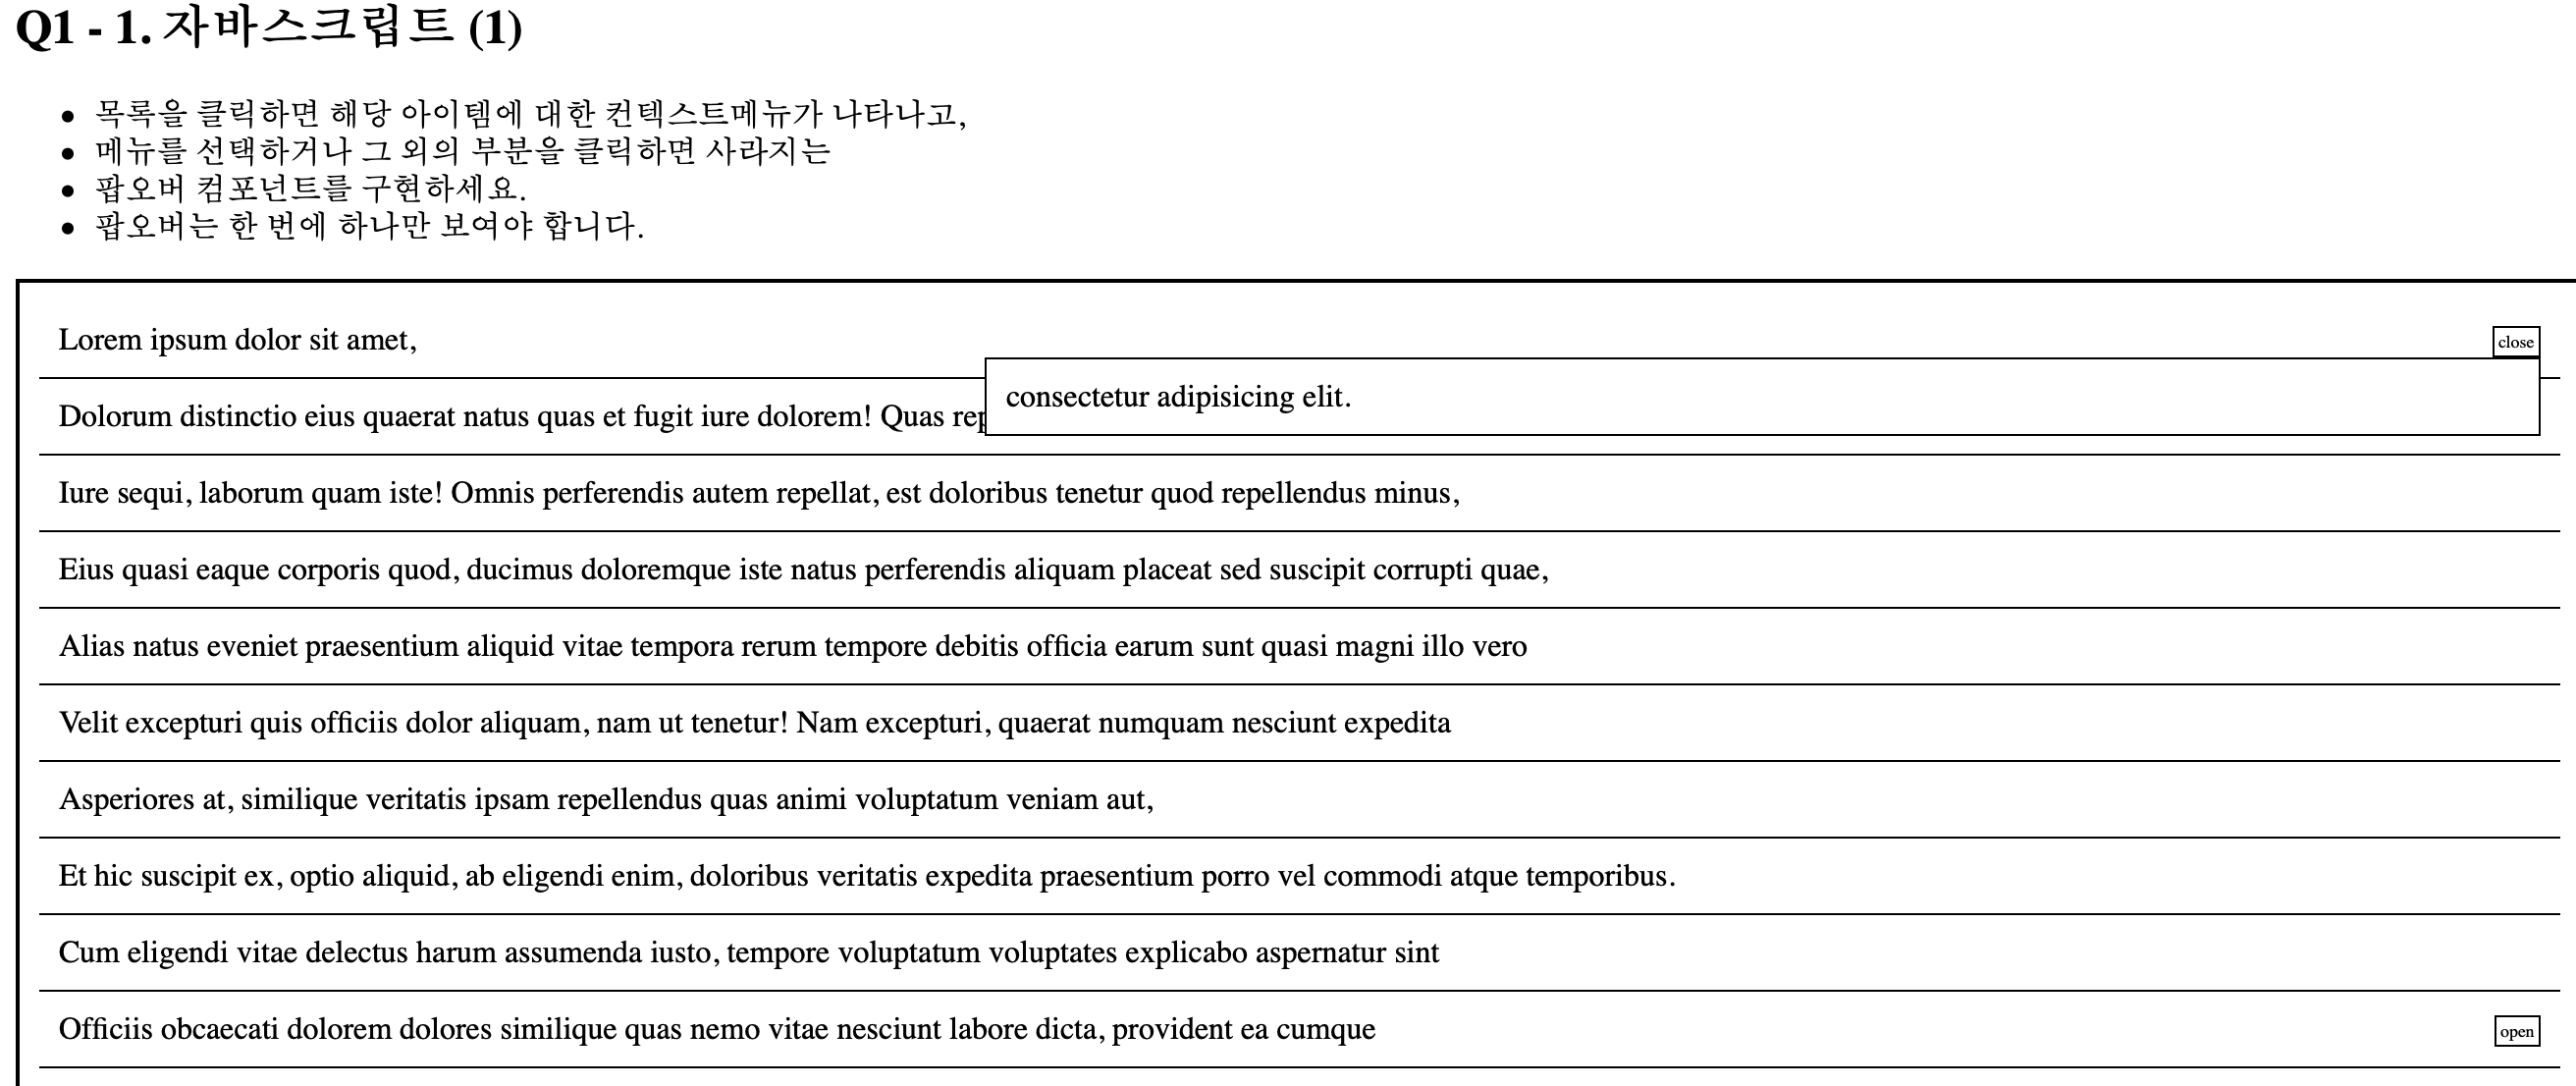 Q1 - 1. 자바스크립트 (1)
목록을 클릭하면 해당 아이템에 대한 컨텍스트메뉴가 나타나고,
메뉴를 선택하거나 그 외의 부분을 클릭하면 사라지는
팝오버 컴포넌트를 구현하세요.
팝오버는 한 번에 하나만 보여야 합니다.
Lorem ipsum dolor sit amet,
close
consectetur adipisicing elit.
Dolorum distinctio eius quaerat natus quas et fugit iure dolorem! Quas rep
Iure sequi, laborum quam iste! Omnis perferendis autem repellat, est doloribus tenetur quod repellendus minus,
Eius quasi eaque corporis quod, ducimus doloremque iste natus perferendis aliquam placeat sed suscipit corrupti quae,
Alias natus eveniet praesentium aliquid vitae tempora rerum tempore debitis officia earum sunt quasi magni illo vero
Velit excepturi quis officiis dolor aliquam, nam ut tenetur! Nam excepturi, quaerat numquam nesciunt expedita
Asperiores at, similique veritatis ipsam repellendus quas animi voluptatum veniam aut,
Et hic suscipit ex, optio aliquid, ab eligendi enim, doloribus veritatis expedita praesentium porro vel commodi atque temporibus.
Cum eligendi vitae delectus harum assumenda iusto, tempore voluptatum voluptates explicabo aspernatur sint
Officiis obcaecati dolorem dolores similique quas nemo vitae nesciunt labore dicta, provident ea cumque
open